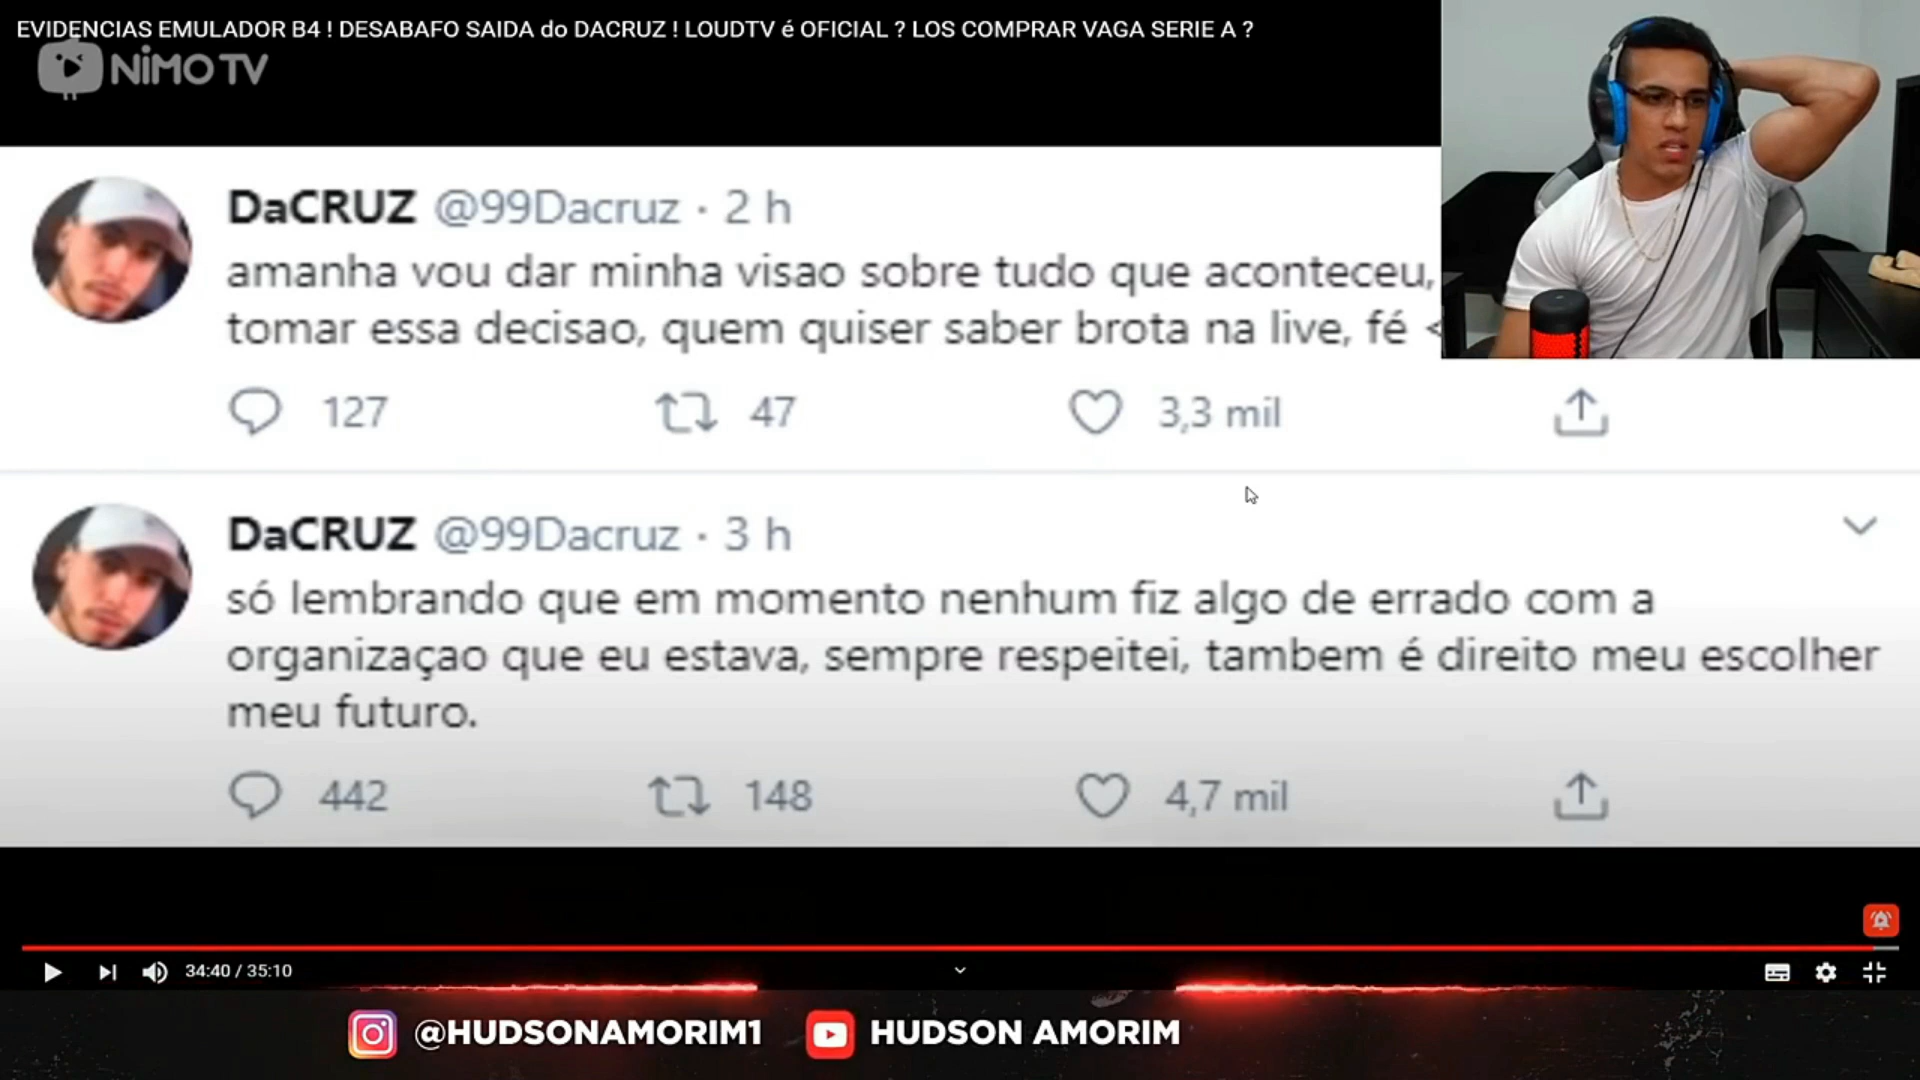 EVIDENCIAS EMULADOR B4 ! DESABAFO SAIDA do DACRUZ ! LOUDTV é OFICIAL ? LOS COMPRAR VAGA SERIE A ?
NiMO TV
DaCRUZ @99Dacruz · 2 h
amanha vou dar minha visao sobre tudo que aconteceu,
tomar essa decisao, quem quiser saber brota na live, fé <
127 47 3,3 mil
DaCRUZ @99Dacruz · 3 h
só lembrando que em momento nenhum fiz algo de errado com a
organizaçao que eu estava, sempre respeitei, tambem é direito meu escolher
meu futuro.
442 148 4,7 mil
34:40 / 35:10
@HUDSONAMORIM1 HUDSON AMORIM